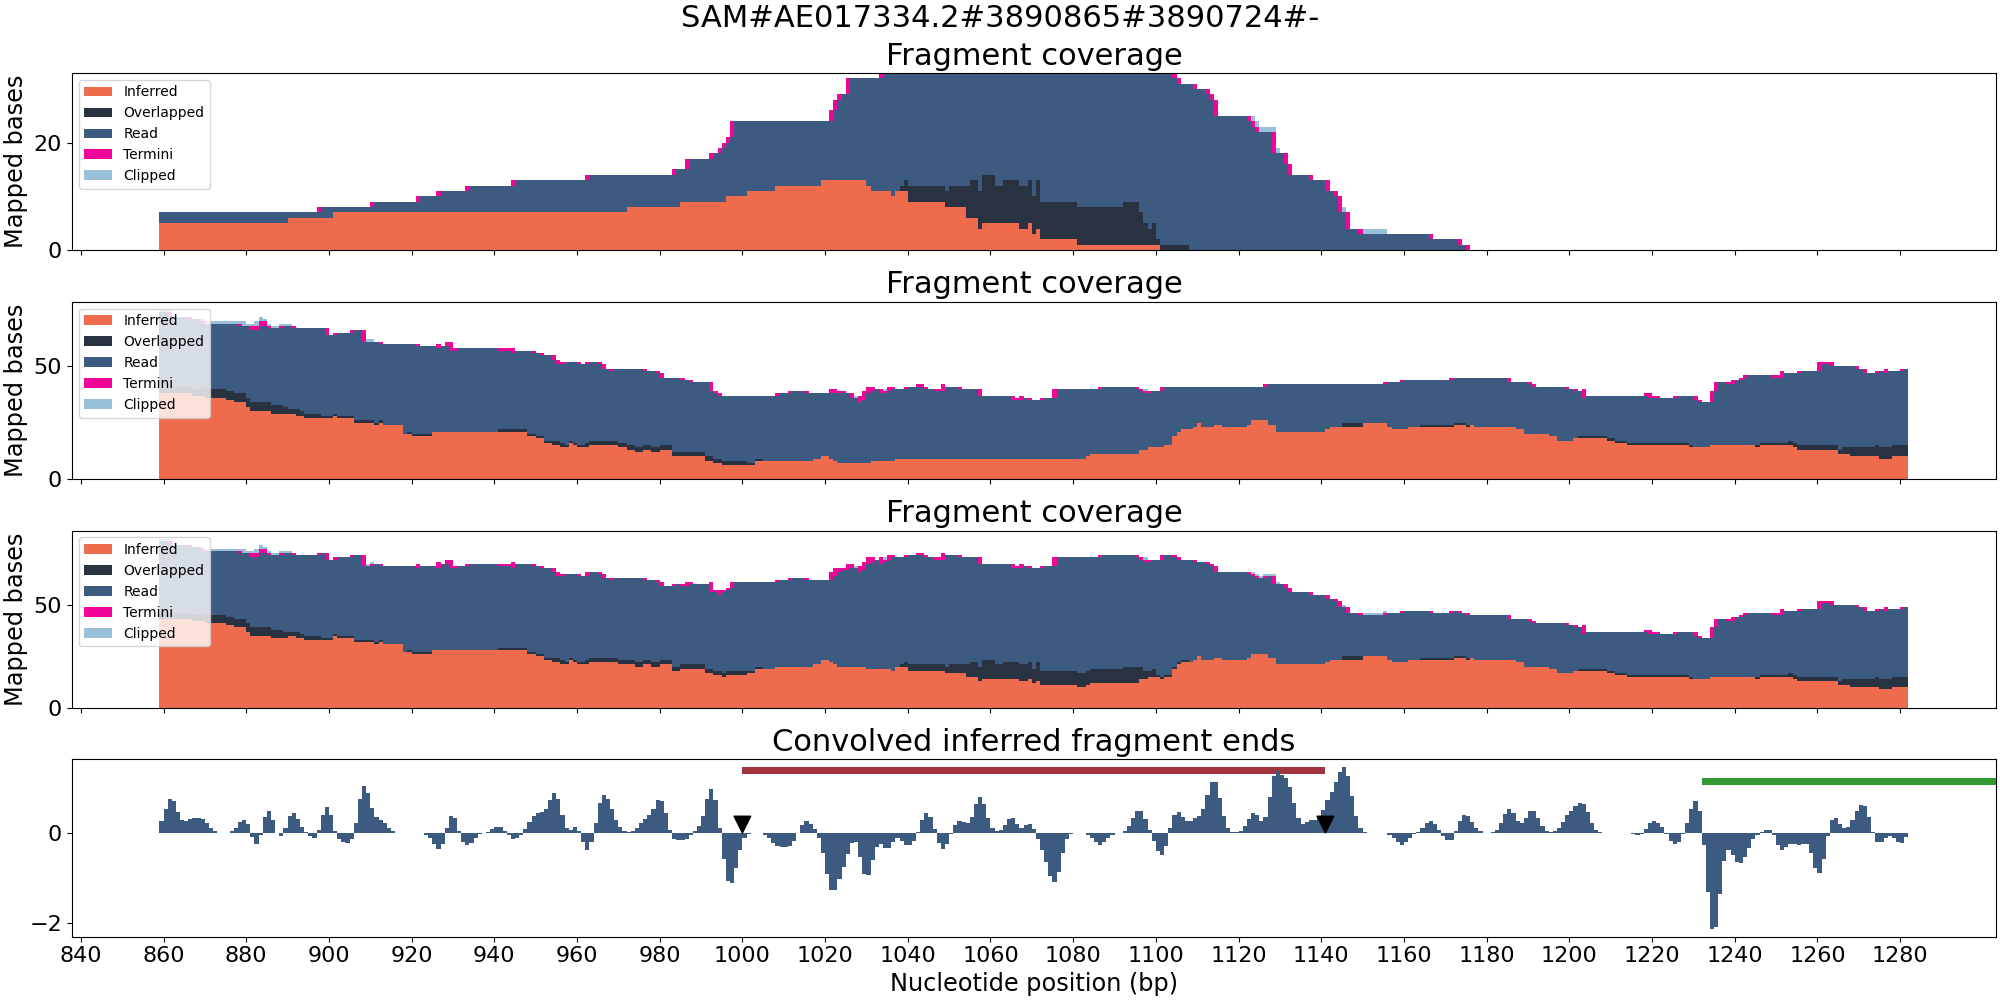 SAM#AE017334.2#3890865#3890724#-
Fragment coverage
Mapped bases
20
0
Inferred
Overlapped
Read
Termini
Clipped
Fragment coverage
Mapped bases
50
0
Inferred
Overlapped
Read
Termini
Clipped
Fragment coverage
Mapped bases
50
0
Inferred
Overlapped
Read
Termini
Clipped
Convolved inferred fragment ends
0
−2
840 860 880 900 920 940 960 980 1000 1020 1040 1060 1080 1100 1120 1140 1160 1180 1200 1220 1240 1260 1280
Nucleotide position (bp)